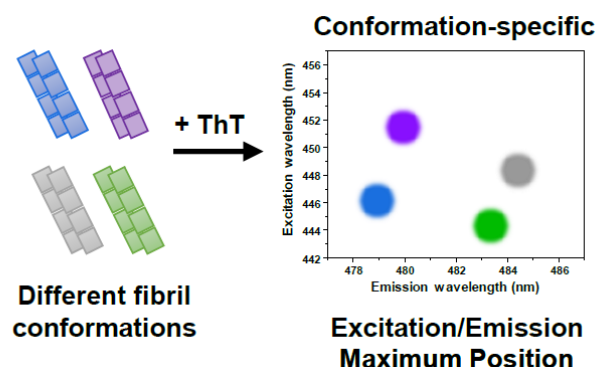 Conformation-specific
+ ThT
Excitation wavelength (nm)
456
454
452
450
448
446
444
442
478
480
482
484
486
Emission wavelength (nm)
Different fibril
conformations
Excitation/Emission
Maximum Position